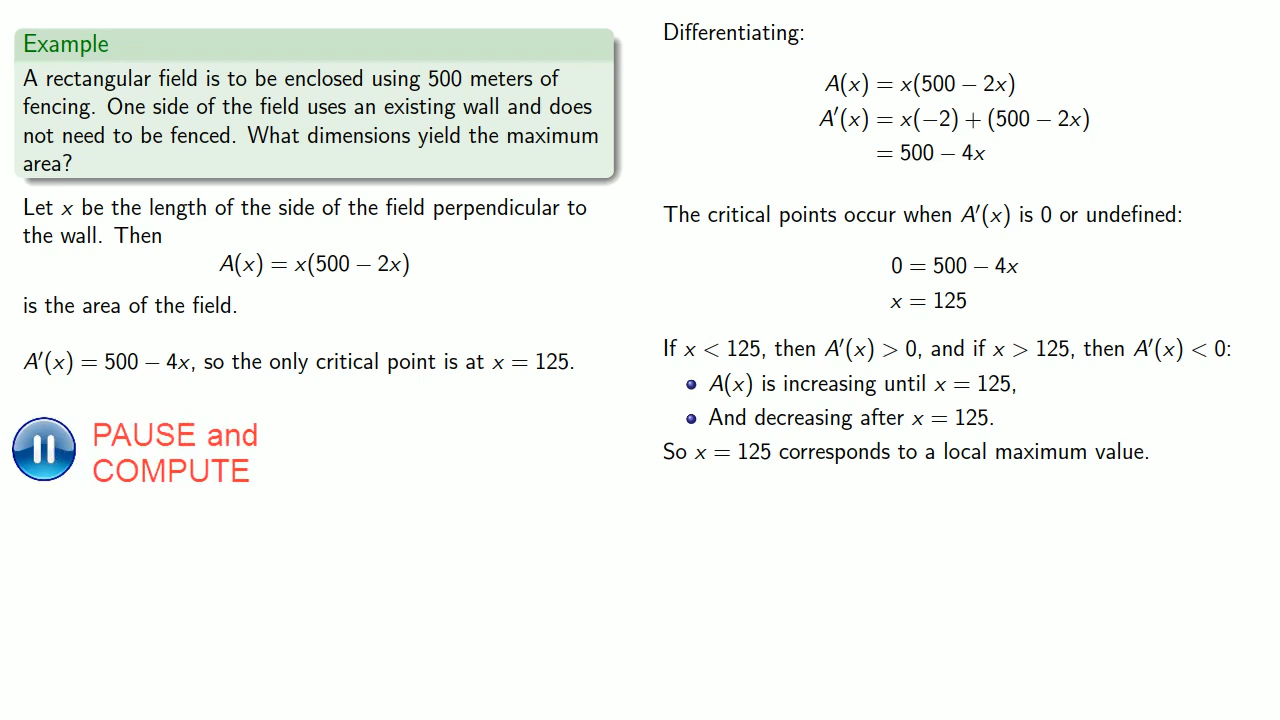 Example
A rectangular field is to be enclosed using 500 meters of
fencing. One side of the field uses an existing wall and does
not need to be fenced. What dimensions yield the maximum
area?
Let x be the length of the side of the field perpendicular to
the wall. Then
A(x) = x(500 − 2x)
is the area of the field.
A′(x) = 500 − 4x, so the only critical point is at x = 125.
PAUSE and
COMPUTE
Differentiating:
A(x) = x(500 − 2x)
A′(x) = x(−2) + (500 − 2x)
= 500 − 4x
The critical points occur when A′(x) is 0 or undefined:
0 = 500 − 4x
x = 125
If x < 125, then A′(x) > 0, and if x > 125, then A′(x) < 0:
A(x) is increasing until x = 125,
And decreasing after x = 125.
So x = 125 corresponds to a local maximum value.